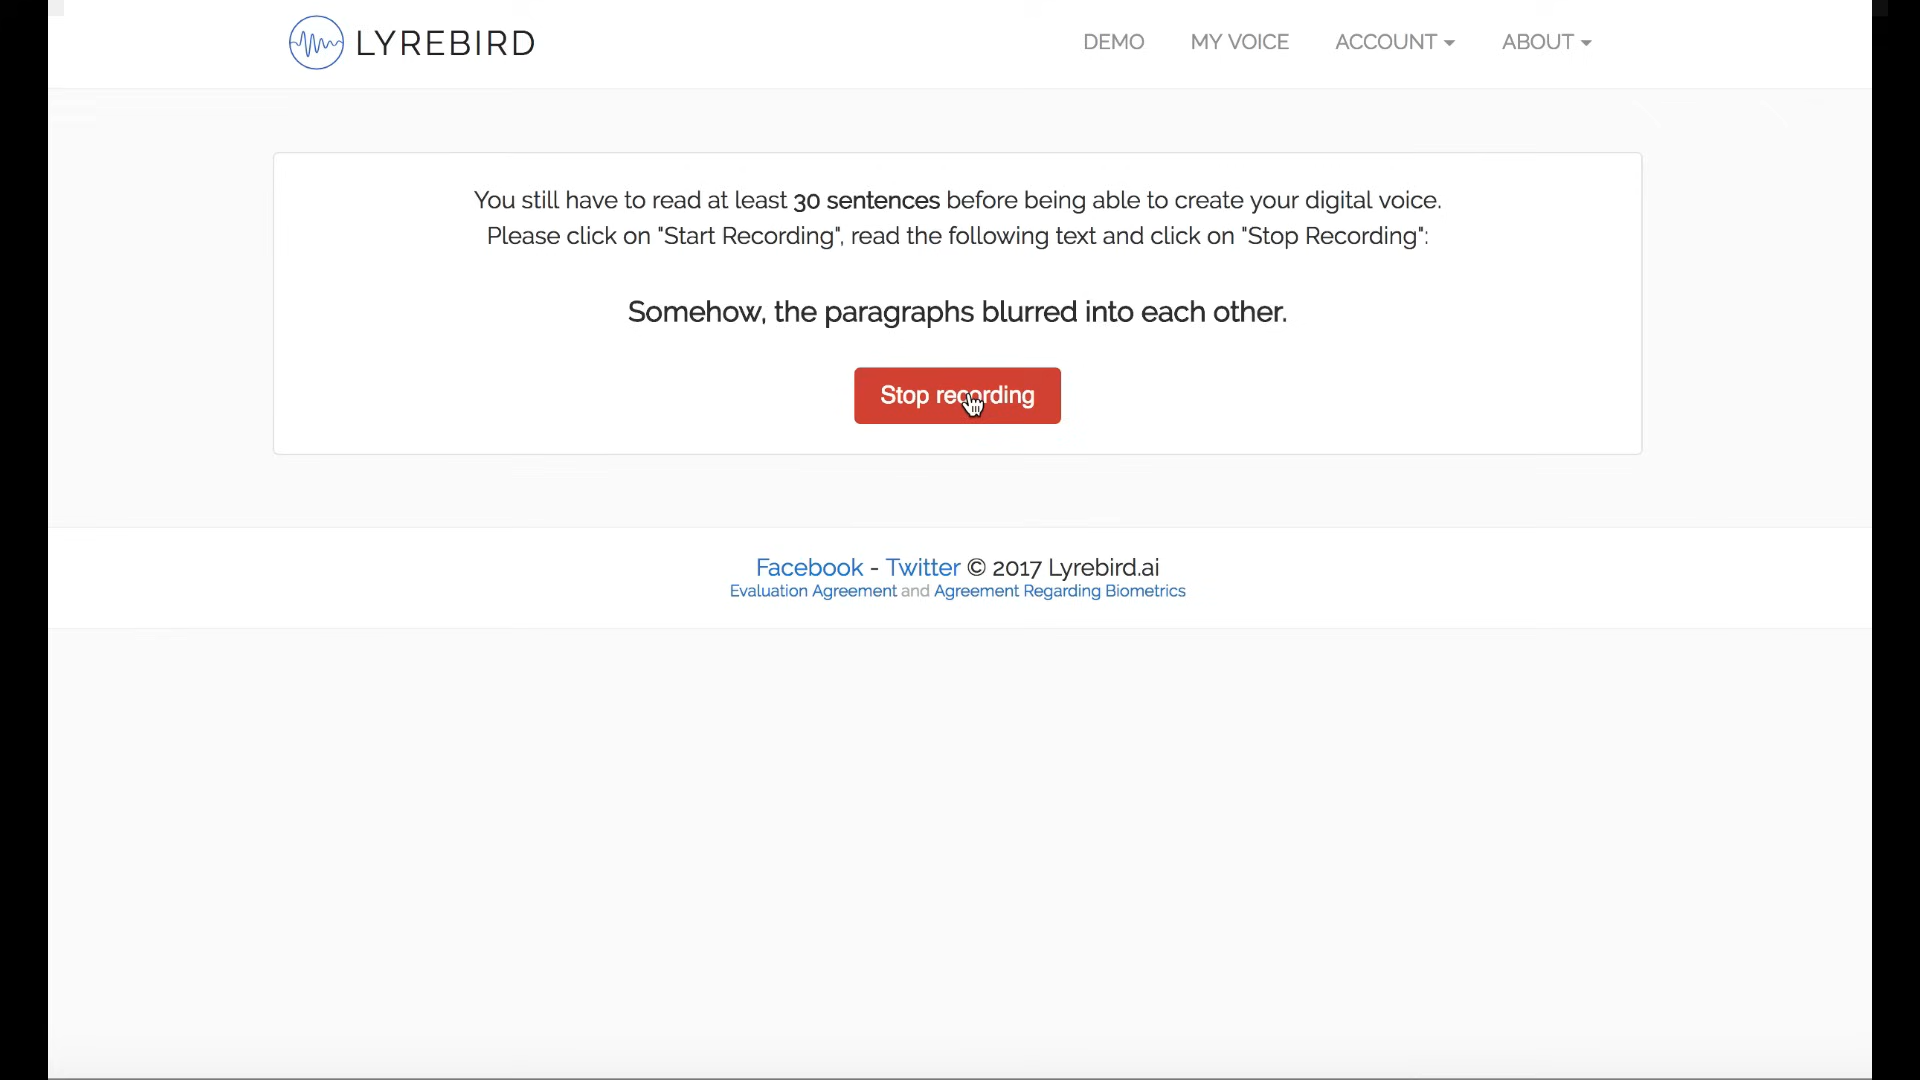 LYREBIRD
DEMO MY VOICE ACCOUNT ABOUT
You still have to read at least 30 sentences before being able to create your digital voice.
Please click on "Start Recording", read the following text and click on "Stop Recording":
Somehow, the paragraphs blurred into each other.
Stop recording
Facebook - Twitter © 2017 Lyrebird.ai
Evaluation Agreement and Agreement Regarding Biometrics